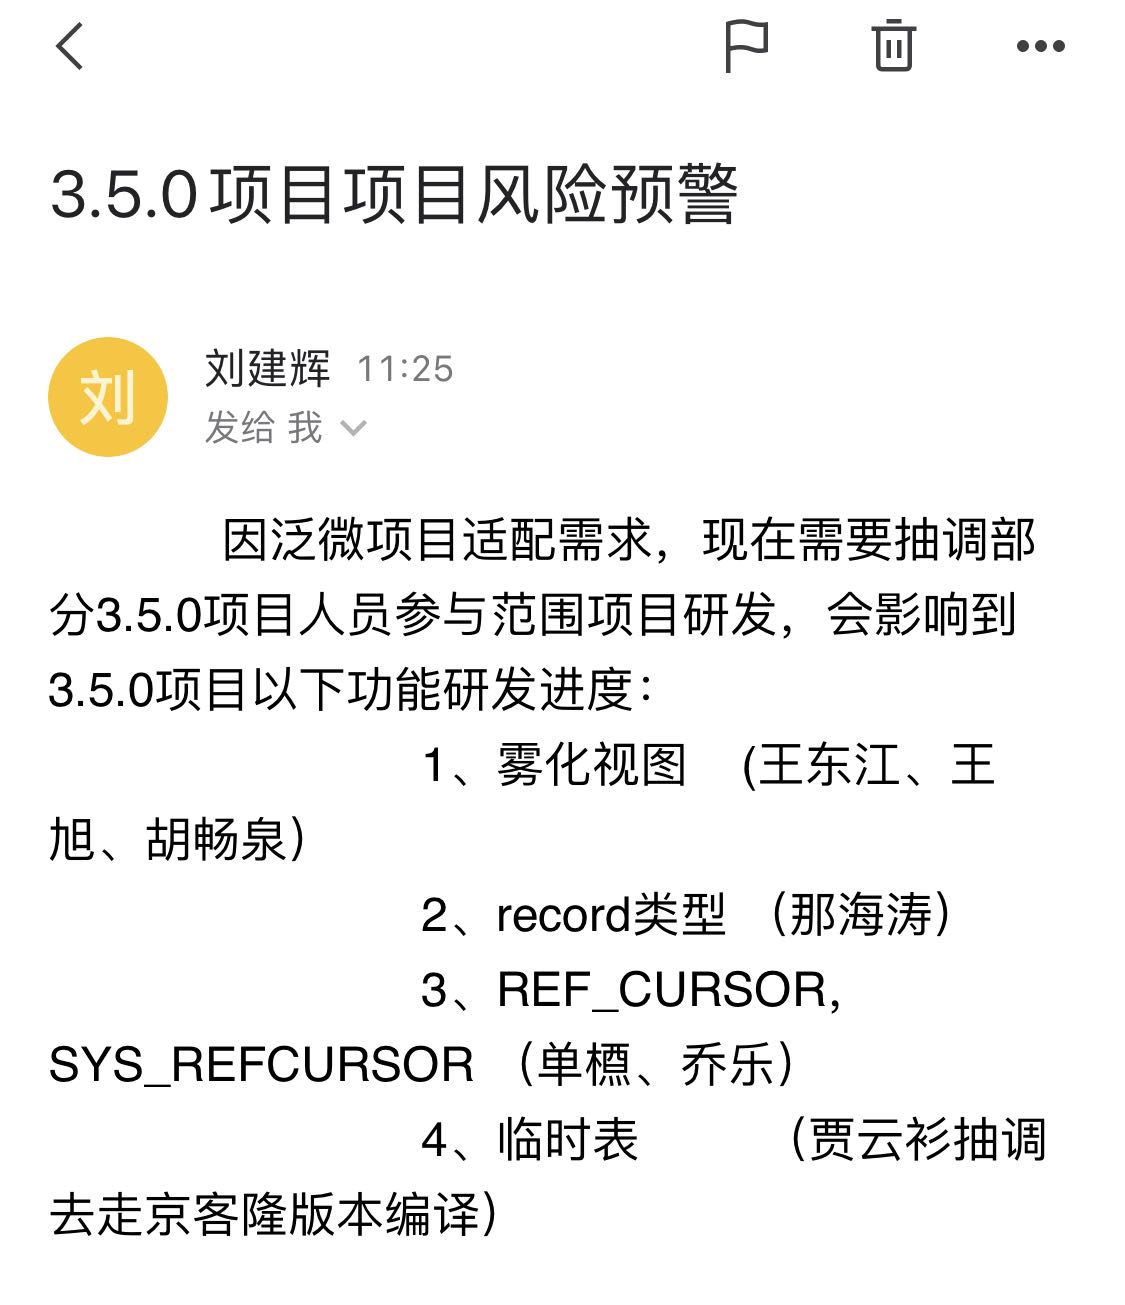 3.5.0项目项目风险预警
刘
刘建辉 11:25
发给 我
因泛微项目适配需求，现在需要抽调部
分3.5.0项目人员参与范围项目研发，会影响到
3.5.0项目以下功能研发进度：
1、雾化视图 (王东江、王
旭、胡畅泉）
2、record类型 （那海涛）
3、REF_CURSOR,
SYS_REFCURSOR （单槱、乔乐）
4、临时表 （贾云衫抽调
去走京客隆版本编译）